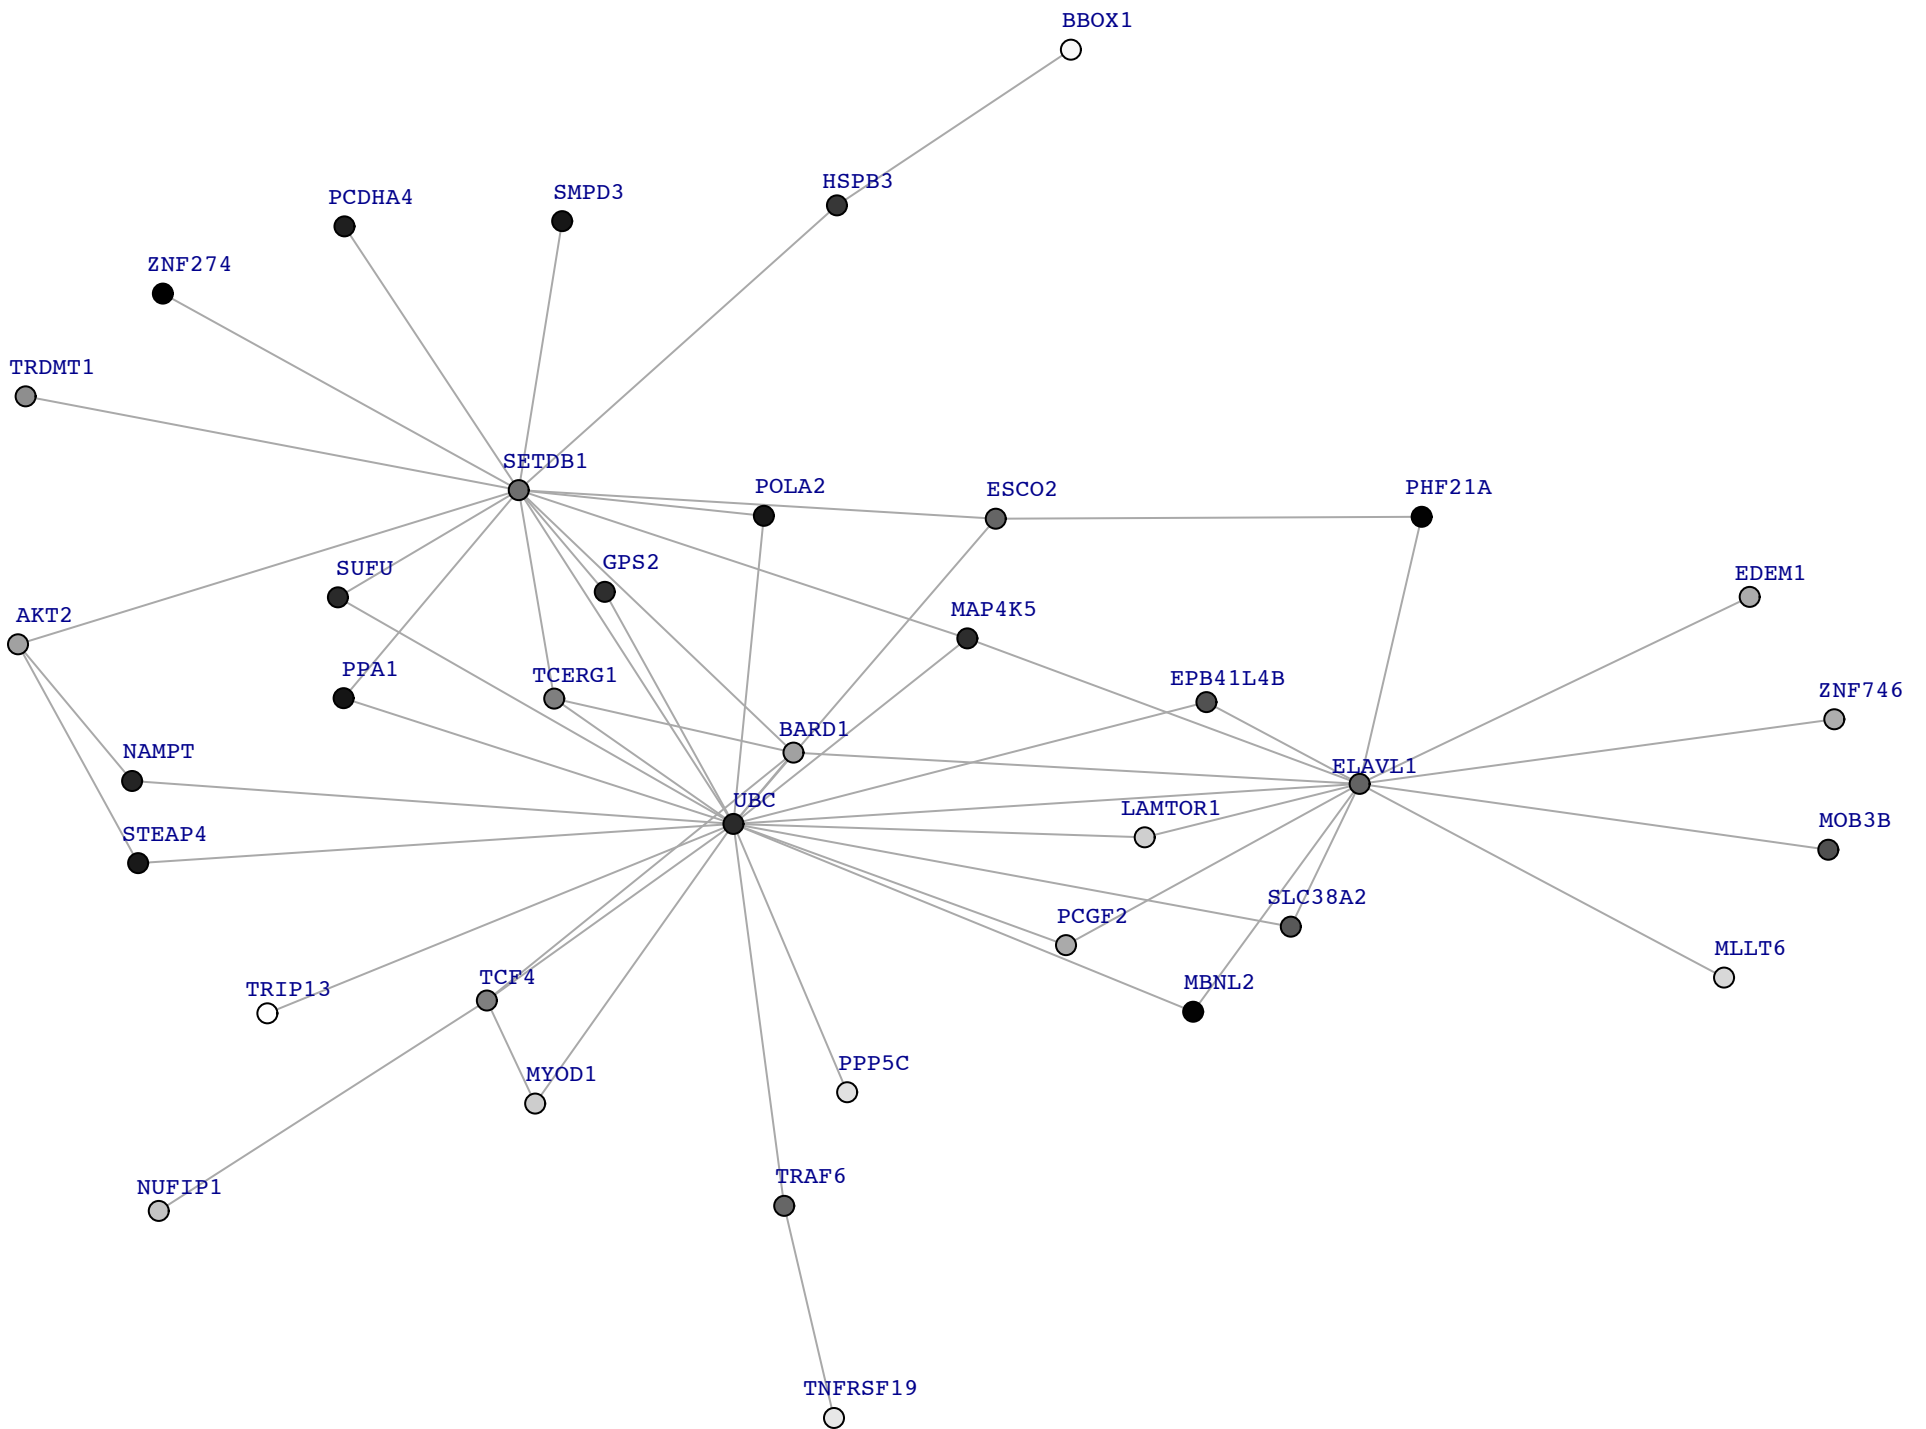 BBOX1
HSPB3
SMPD3
PCDHA4
ZNF274
TRDMT1
SETDB1
POLA2
ESCO2
PHF21A
GPS2
SUFU
EDEM1
MAP4K5
AKT2
PPA1
TCERG1
EPB41L4B
ZNF746
BARD1
NAMPT
ELAVL1
UBC
LAMTOR1
MOB3B
STEAP4
SLC38A2
PCGF2
MLLT6
TCF4
MBNL2
TRIP13
PPP5C
MYOD1
TRAF6
NUFIP1
TNFRSF19